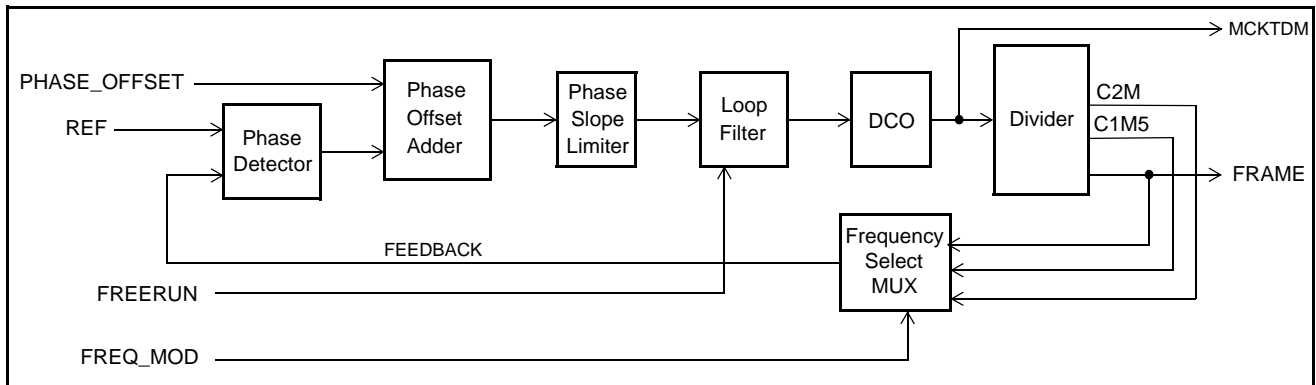 MCKTDM
PHASE_OFFSET
REF
Phase
Detector
Phase
Offset
Adder
Phase
Slope
Limiter
Loop
Filter
DCO
Divider
C2M
C1M5
FRAME
FEEDBACK
Frequency
Select
MUX
FREERUN
FREQ_MOD